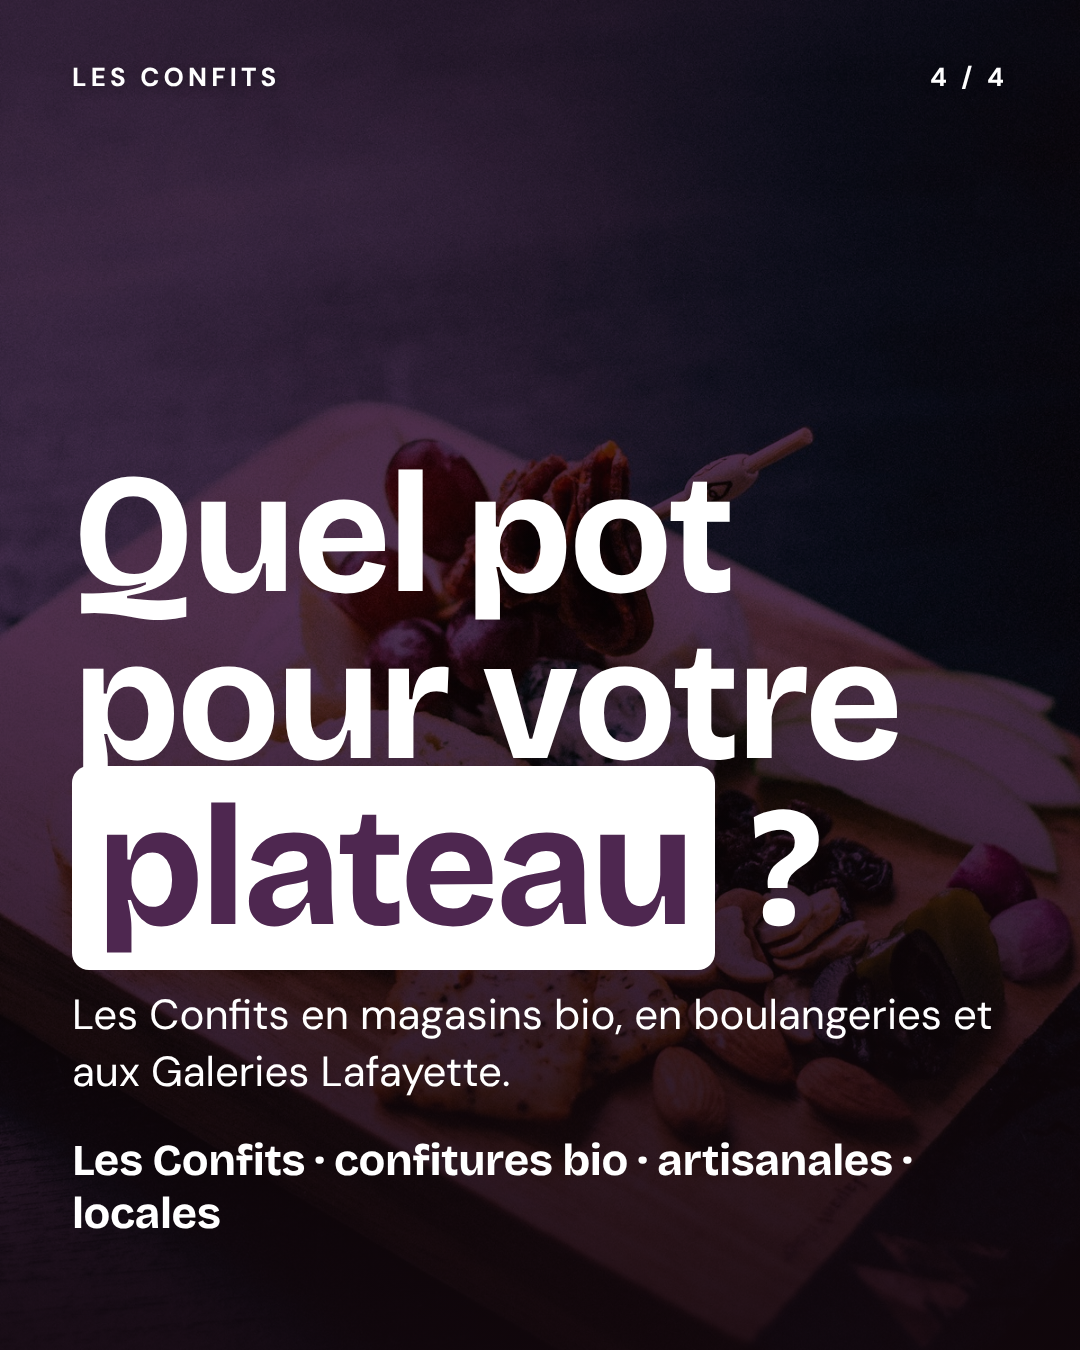 LES CONFITS
4 / 4
Quel pot
pour votre
plateau ?
Les Confits en magasins bio, en boulangeries et
aux Galeries Lafayette.
Les Confits · confitures bio · artisanales ·
locales